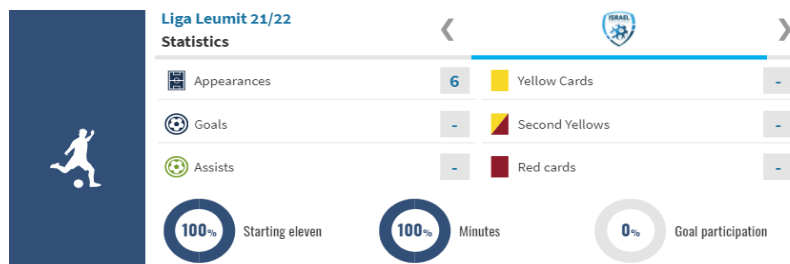 Liga Leumit 21/22
Statistics
ISRAEL
Appearances 6 Yellow Cards -
Goals - Second Yellows -
Assists - Red cards -
100% Starting eleven 100% Minutes 0% Goal participation